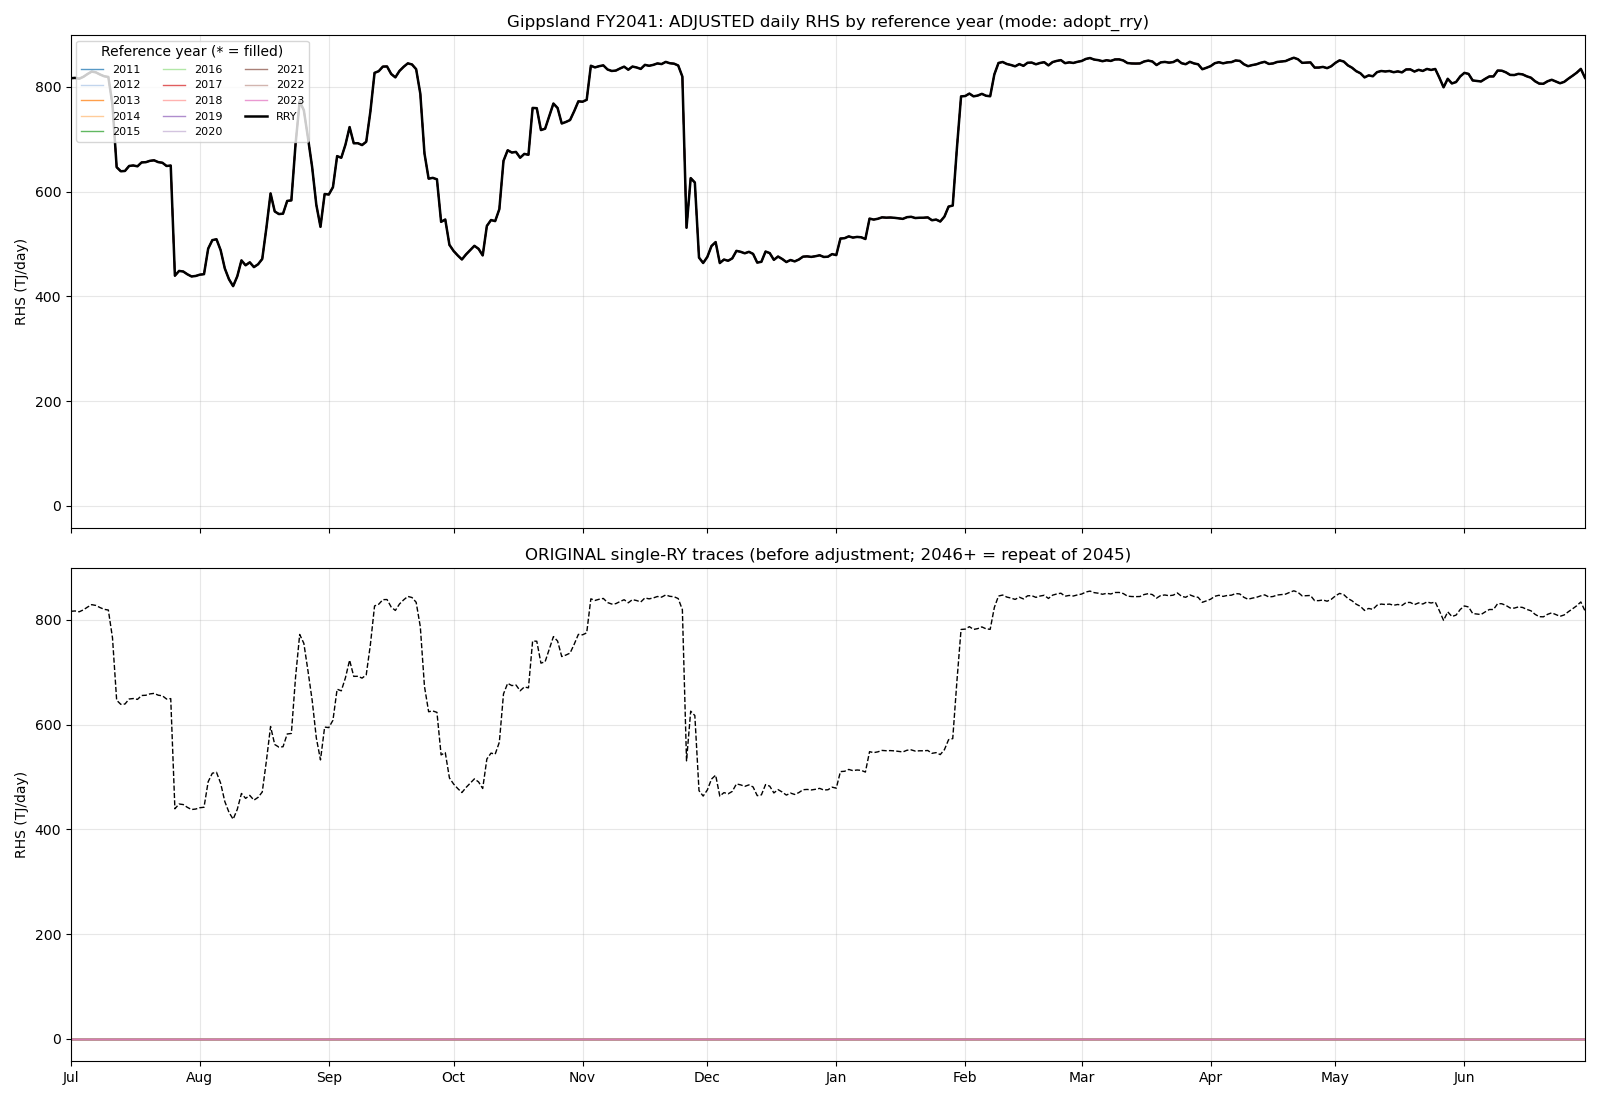 Gippsland FY2041: ADJUSTED daily RHS by reference year (mode: adopt_rry)
Reference year (* = filled)
2011 2016 2021
2012 2017 2022
2013 2018 2023
2014 2019 RRY
2015 2020
RHS (TJ/day)
800
600
400
200
0
ORIGINAL single-RY traces (before adjustment; 2046+ = repeat of 2045)
RHS (TJ/day)
800
600
400
200
0
Jul Aug Sep Oct Nov Dec Jan Feb Mar Apr May Jun